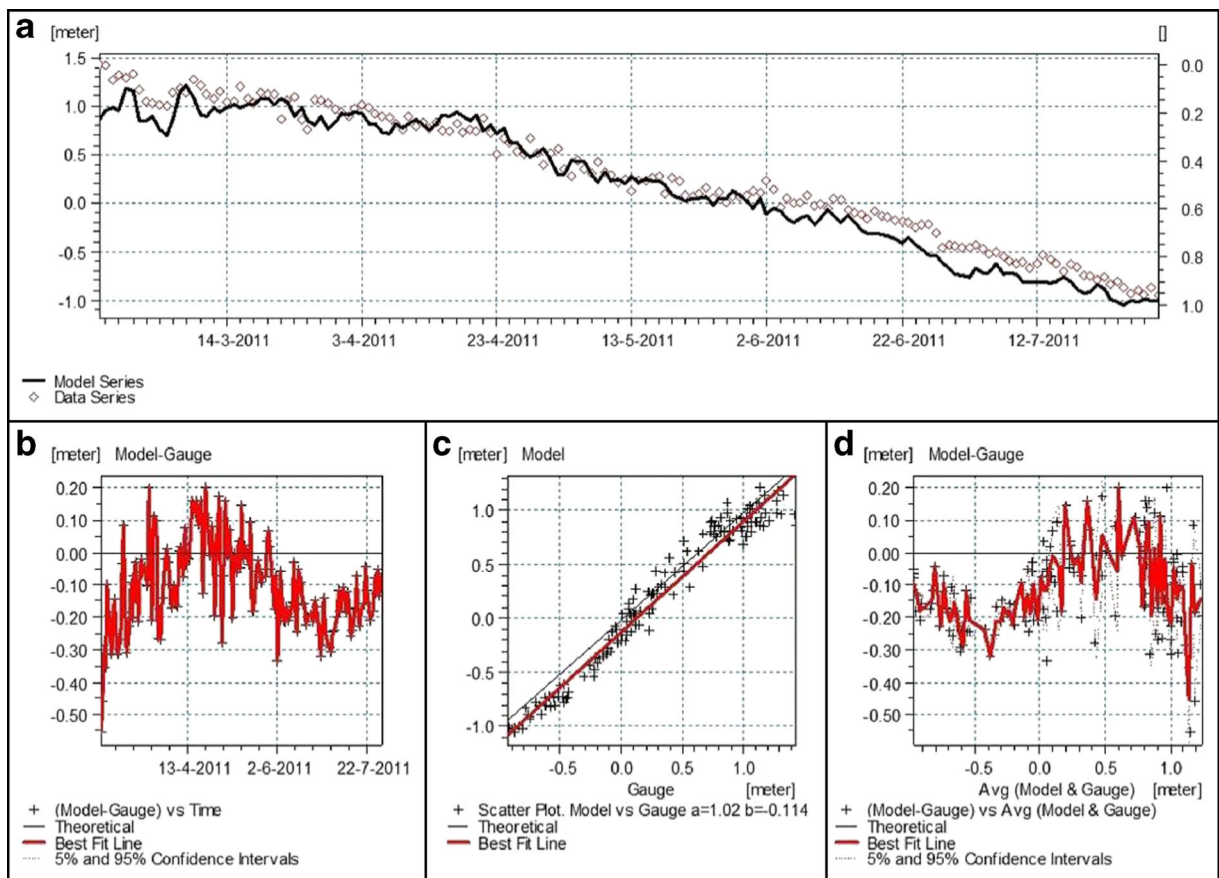 a [meter] []
1.5
1.0
0.5
0.0
-0.5
-1.0
0.0
0.2
0.4
0.6
0.8
1.0
14-3-2011 3-4-2011 23-4-2011 13-5-2011 2-6-2011 22-6-2011 12-7-2011
Model Series
Data Series
b [meter] Model-Gauge
0.20
0.10
0.00
-0.10
-0.20
-0.30
-0.40
-0.50
13-4-2011 2-6-2011 22-7-2011
(Model-Gauge) vs Time
Theoretical
Best Fit Line
5% and 95% Confidence Intervals
c [meter] Model
1.0
0.5
0.0
-0.5
-1.0
-0.5 0.0 0.5 1.0
Gauge [meter]
Scatter Plot. Model vs Gauge a=1.02 b=-0.114
Theoretical
Best Fit Line
d [meter] Model-Gauge
0.20
0.10
0.00
-0.10
-0.20
-0.30
-0.40
-0.50
-0.5 0.0 0.5 1.0
Avg (Model & Gauge) [meter]
(Model-Gauge) vs Avg (Model & Gauge)
Theoretical
Best Fit Line
5% and 95% Confidence Intervals